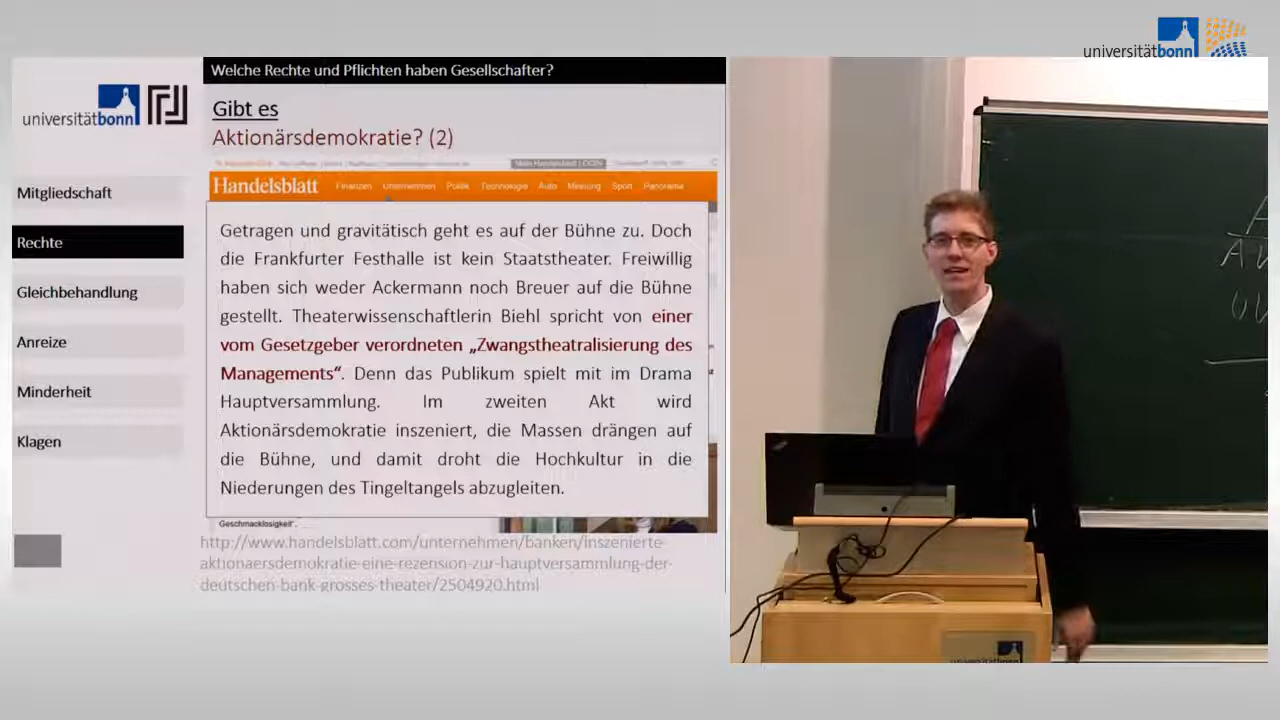 universitätbonn
Welche Rechte und Pflichten haben Gesellschafter?
universitätbonn
Gibt es
Aktionärsdemokratie? (2)
Mitgliedschaft
Rechte
Gleichbehandlung
Anreize
Minderheit
Klagen
Handelsblatt Finanzen Unternehmen Politik Technologie Auto Meinung Sport Panorama
Getragen und gravitätisch geht es auf der Bühne zu. Doch
die Frankfurter Festhalle ist kein Staatstheater. Freiwillig
haben sich weder Ackermann noch Breuer auf die Bühne
gestellt. Theaterwissenschaftlerin Biehl spricht von einer
vom Gesetzgeber verordneten „Zwangstheatralisierung des
Managements“. Denn das Publikum spielt mit im Drama
Hauptversammlung. Im zweiten Akt wird
Aktionärsdemokratie inszeniert, die Massen drängen auf
die Bühne, und damit droht die Hochkultur in die
Niederungen des Tingeltangels abzugleiten.
Geschmacklosigkeit“.
http://www.handelsblatt.com/unternehmen/banken/inszenierte-
aktionaersdemokratie-eine-rezension-zur-hauptversammlung-der-
deutschen-bank-grosses-theater/2504920.html
universitätbonn